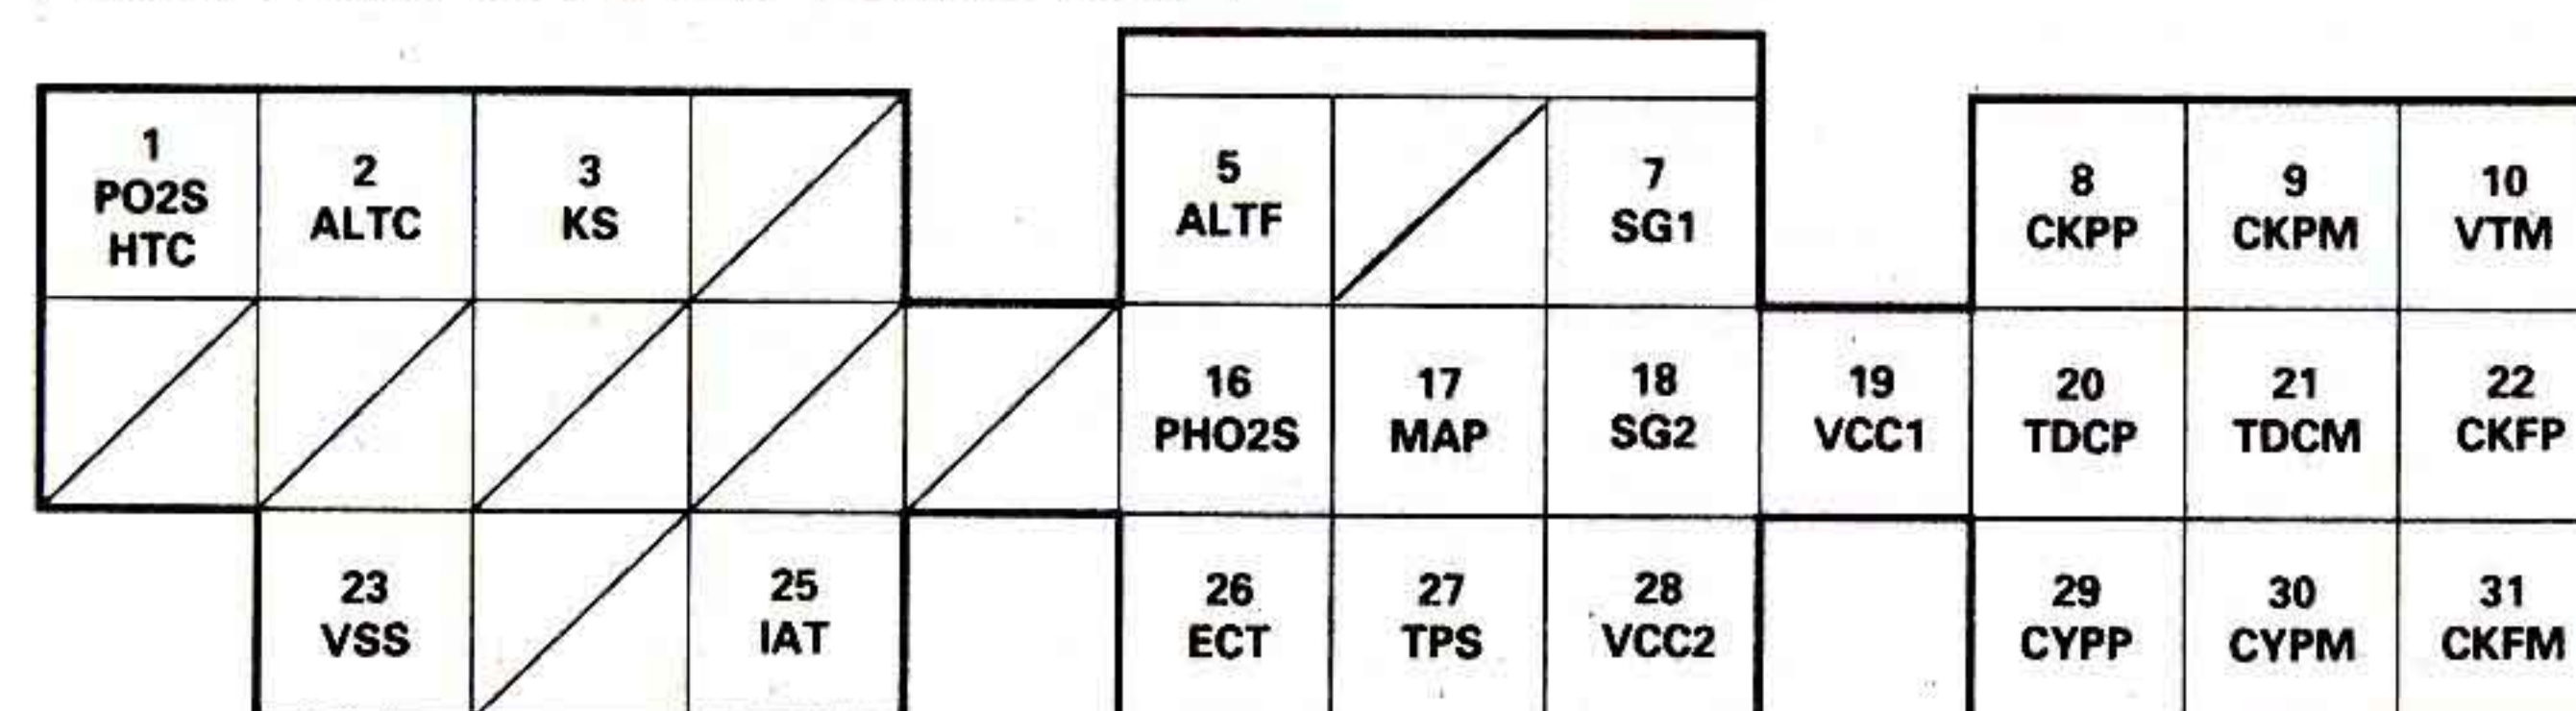 1 2 3 5 7 8 9 10
PO2S HTC ALTC KS ALTF SG1 CKPP CKPM VTM
16 17 18 19 20 21 22
PHO2S MAP SG2 VCC1 TDCP TDCM CKFP
23 25 26 27 28 29 30 31
VSS IAT ECT TPS VCC2 CYPP CYPM CKFM